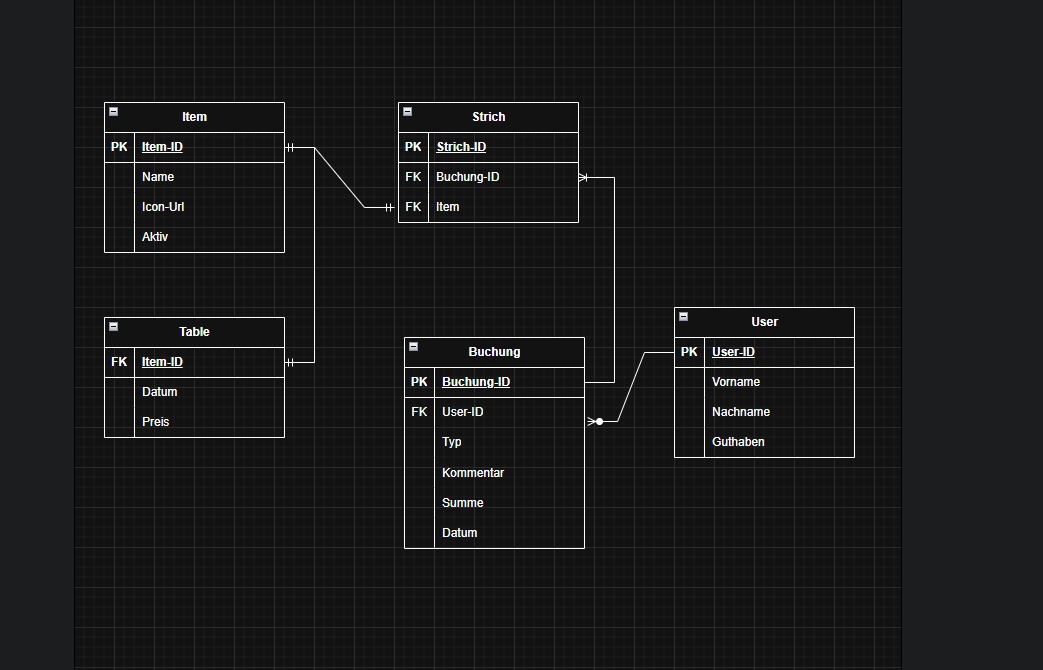 Item
PK Item-ID
Name
Icon-Url
Aktiv
Strich
PK Strich-ID
FK Buchung-ID
FK Item
Table
FK Item-ID
Datum
Preis
Buchung
PK Buchung-ID
FK User-ID
Typ
Kommentar
Summe
Datum
User
PK User-ID
Vorname
Nachname
Guthaben